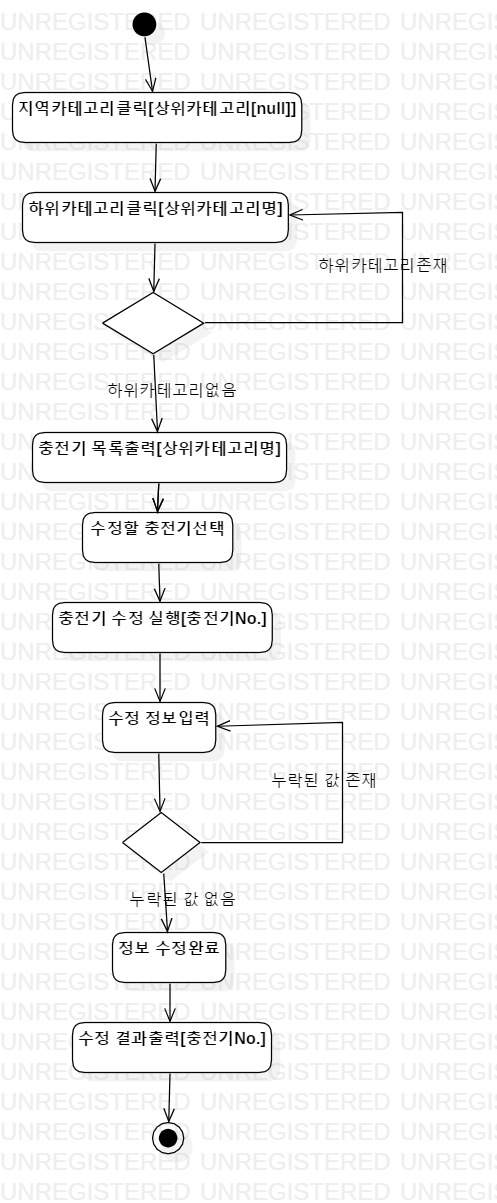 UNREGISTERED
지역카테고리클릭[상위카테고리[null]]
하위카테고리클릭[상위카테고리명]
하위카테고리존재
하위카테고리없음
충전기 목록출력[상위카테고리명]
수정할 충전기선택
충전기 수정 실행[충전기No.]
수정 정보입력
누락된 값 존재
누락된 값 없음
정보 수정완료
수정 결과출력[충전기No.]